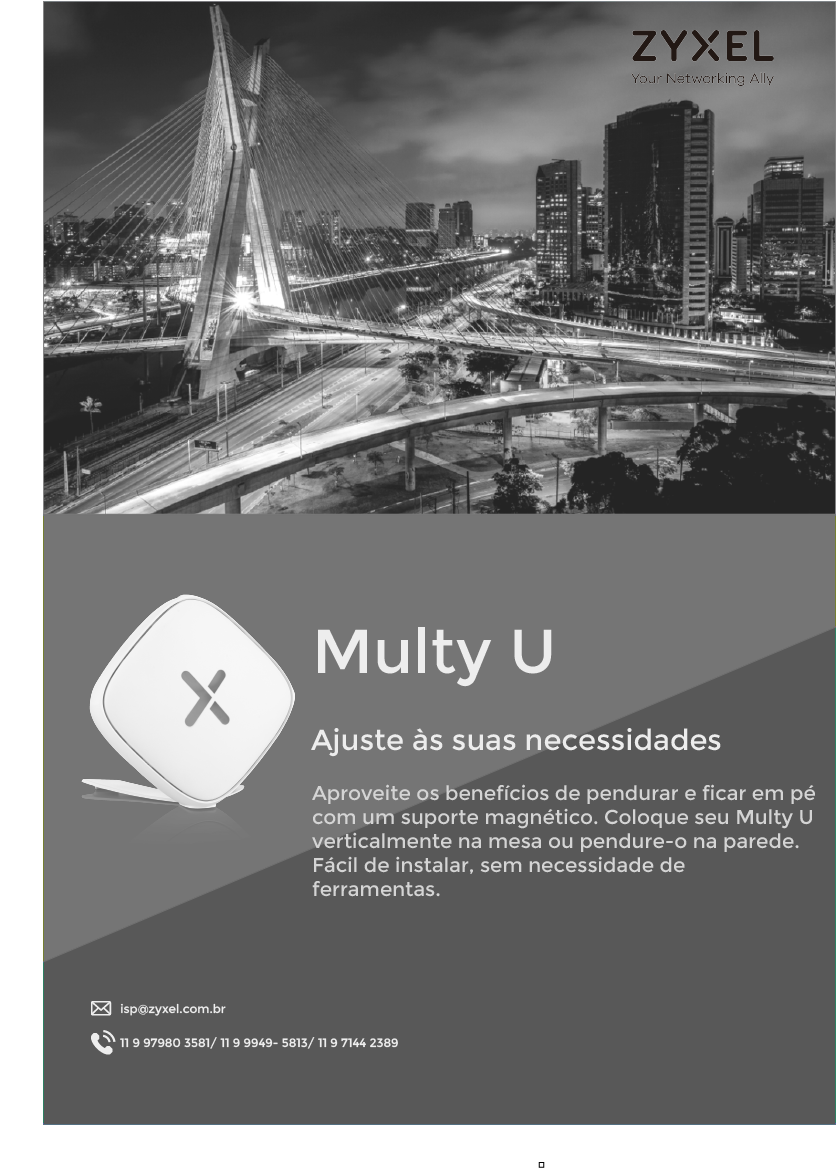 ZYXEL
Your Networking Ally
Multy U
Ajuste às suas necessidades
Aproveite os benefícios de pendurar e ficar em pé
com um suporte magnético. Coloque seu Multy U
verticalmente na mesa ou pendure-o na parede.
Fácil de instalar, sem necessidade de
ferramentas.
isp@zyxel.com.br
11 9 97980 3581/ 11 9 9949- 5813/ 11 9 7144 2389